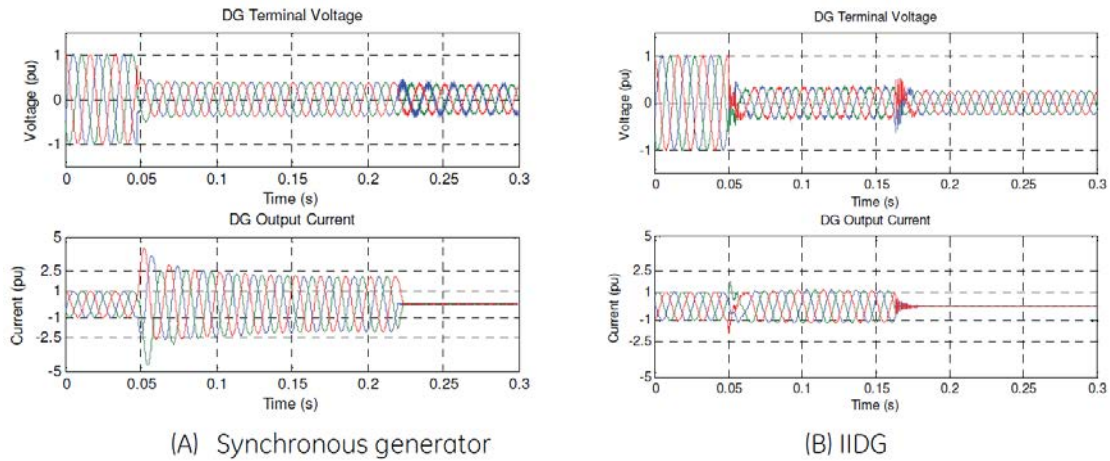 DG Terminal Voltage
Voltage (pu)
1
0
-1
0 0.05 0.1 0.15 0.2 0.25 0.3
Time (s)
DG Output Current
Current (pu)
5
2.5
1
-1
-2.5
-5
0 0.05 0.1 0.15 0.2 0.25 0.3
Time (s)
(A) Synchronous generator
DG Terminal Voltage
Voltage (pu)
1
0
-1
0 0.05 0.1 0.15 0.2 0.25 0.3
Time (s)
DG Output Current
Current (pu)
5
2.5
1
-1
-2.5
-5
0 0.05 0.1 0.15 0.2 0.25 0.3
Time (s)
(B) IIDG